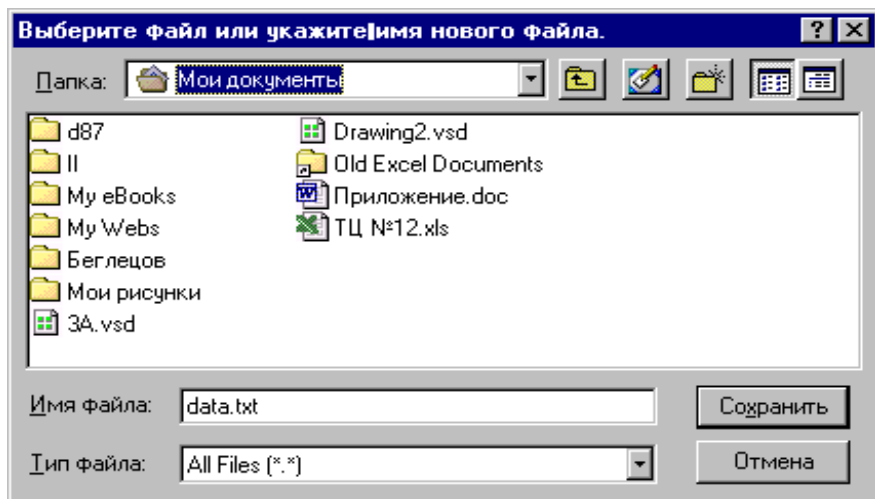 Выберите файл или укажите|имя нового файла.
Папка: Мои документы
d87
II
My eBooks
My Webs
Беглецов
Мои рисунки
3A.vsd
Drawing2.vsd
Old Excel Documents
Приложение.doc
ТЦ №12.xls
Имя файла: data.txt
Сохранить
Тип файла: All Files (*.*)
Отмена